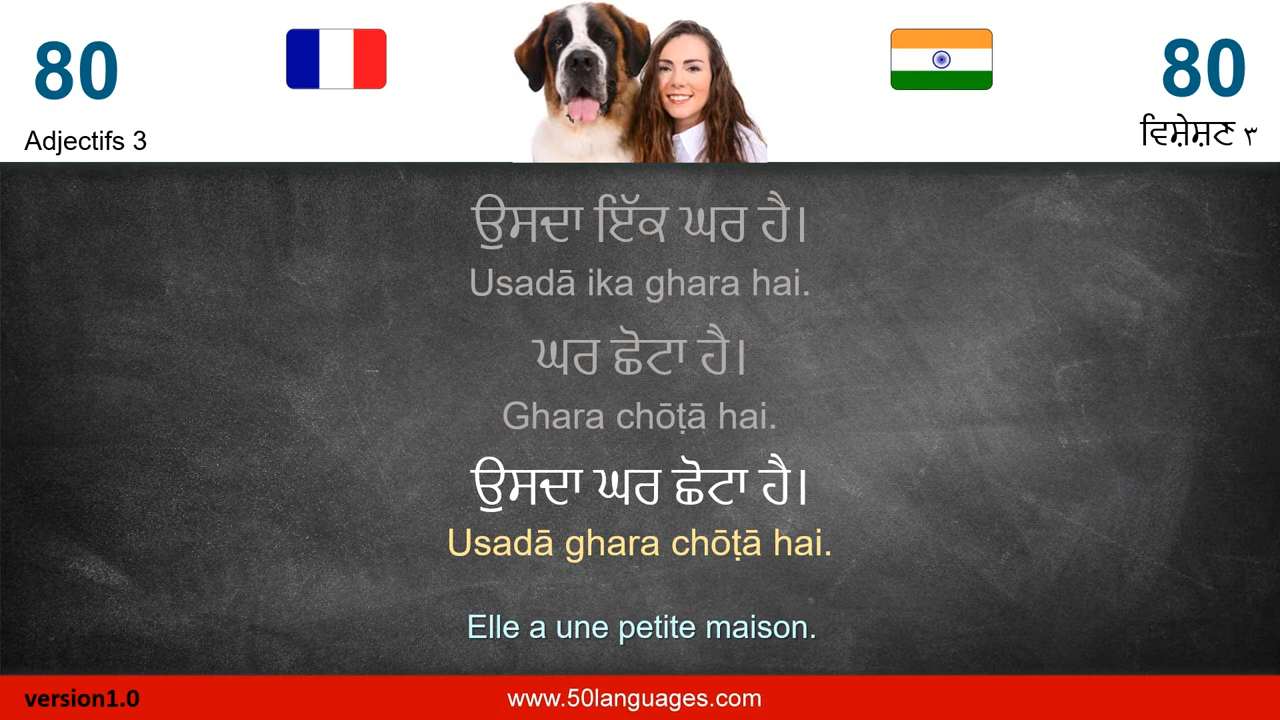 80
80
Adjectifs 3
ਵਿਸ਼ੇਸ਼ਣ ੩
ਉਸਦਾ ਇੱਕ ਘਰ ਹੈ।
Usadā ika ghara hai.
ਘਰ ਛੋਟਾ ਹੈ।
Ghara chōṭā hai.
ਉਸਦਾ ਘਰ ਛੋਟਾ ਹੈ।
Usadā ghara chōṭā hai.
Elle a une petite maison.
version1.0
www.50languages.com